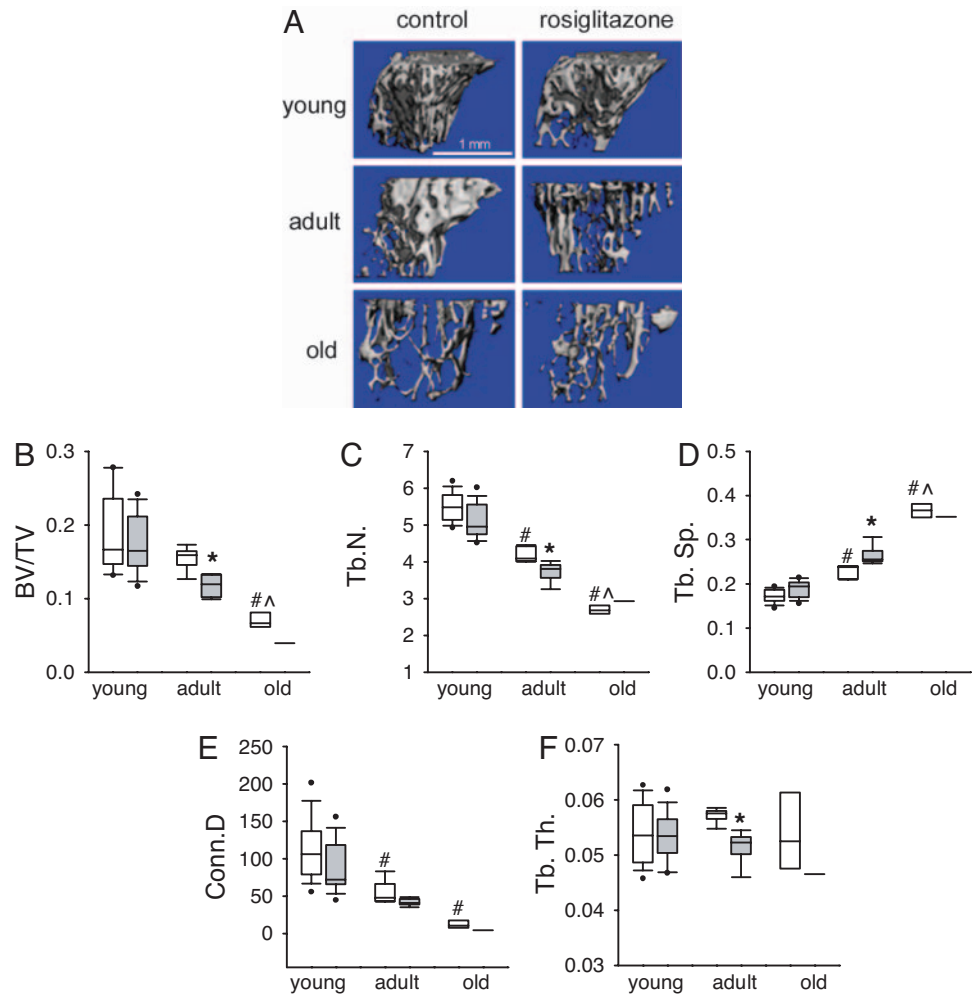 A
control rosiglitazone
young
1 mm
adult
old
B
BV/TV
0.3
0.2
0.1
0.0
*
#^
young adult old
C
Tb.N.
7
6
5
4
3
2
1
#
*
#^
young adult old
D
Tb. Sp.
0.5
0.4
0.3
0.2
0.1
0.0
#^
*
#
young adult old
E
Conn.D
250
200
150
100
50
0
#
#
young adult old
F
Tb. Th.
0.07
0.06
0.05
0.04
0.03
*
young adult old